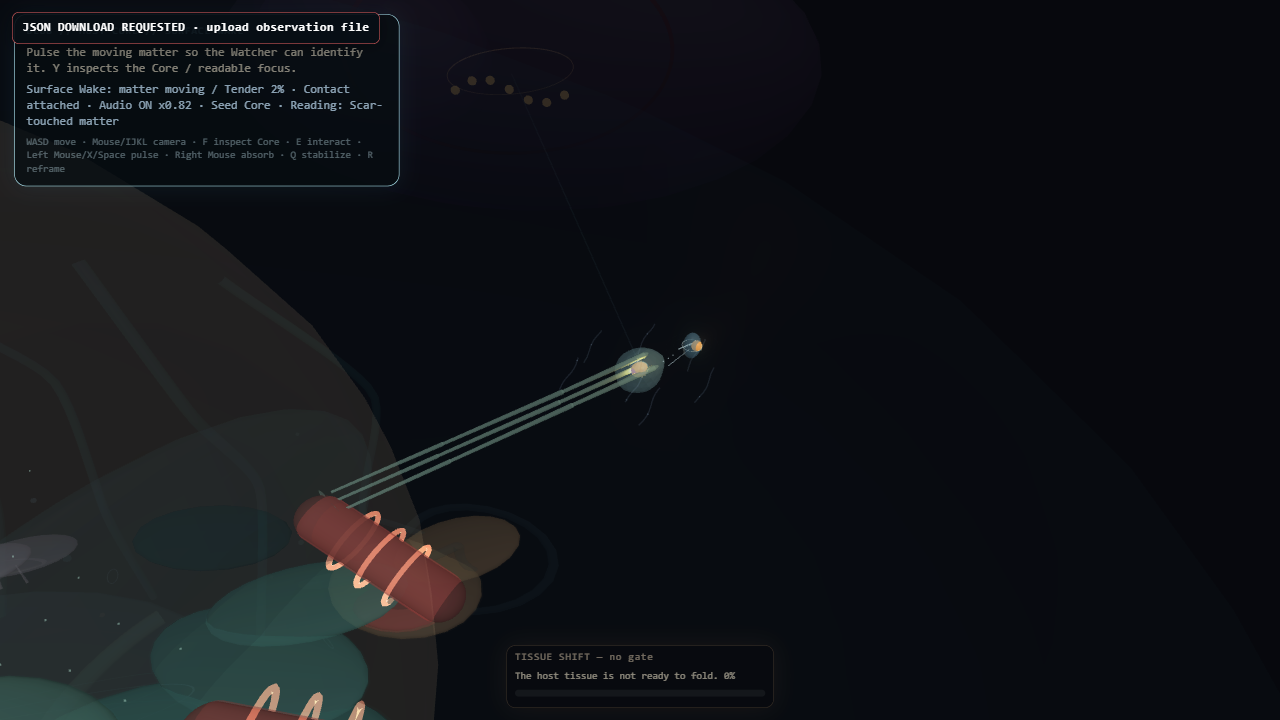 JSON DOWNLOAD REQUESTED · upload observation file
Pulse the moving matter so the Watcher can identify
it. Y inspects the Core / readable focus.
Surface Wake: matter moving / Tender 2% · Contact
attached · Audio ON x0.82 · Seed Core · Reading: Scar-
touched matter
WASD move · Mouse/IJKL camera · F inspect Core · E interact ·
Left Mouse/X/Space pulse · Right Mouse absorb · Q stabilize · R
reframe
TISSUE SHIFT — no gate
The host tissue is not ready to fold. 0%